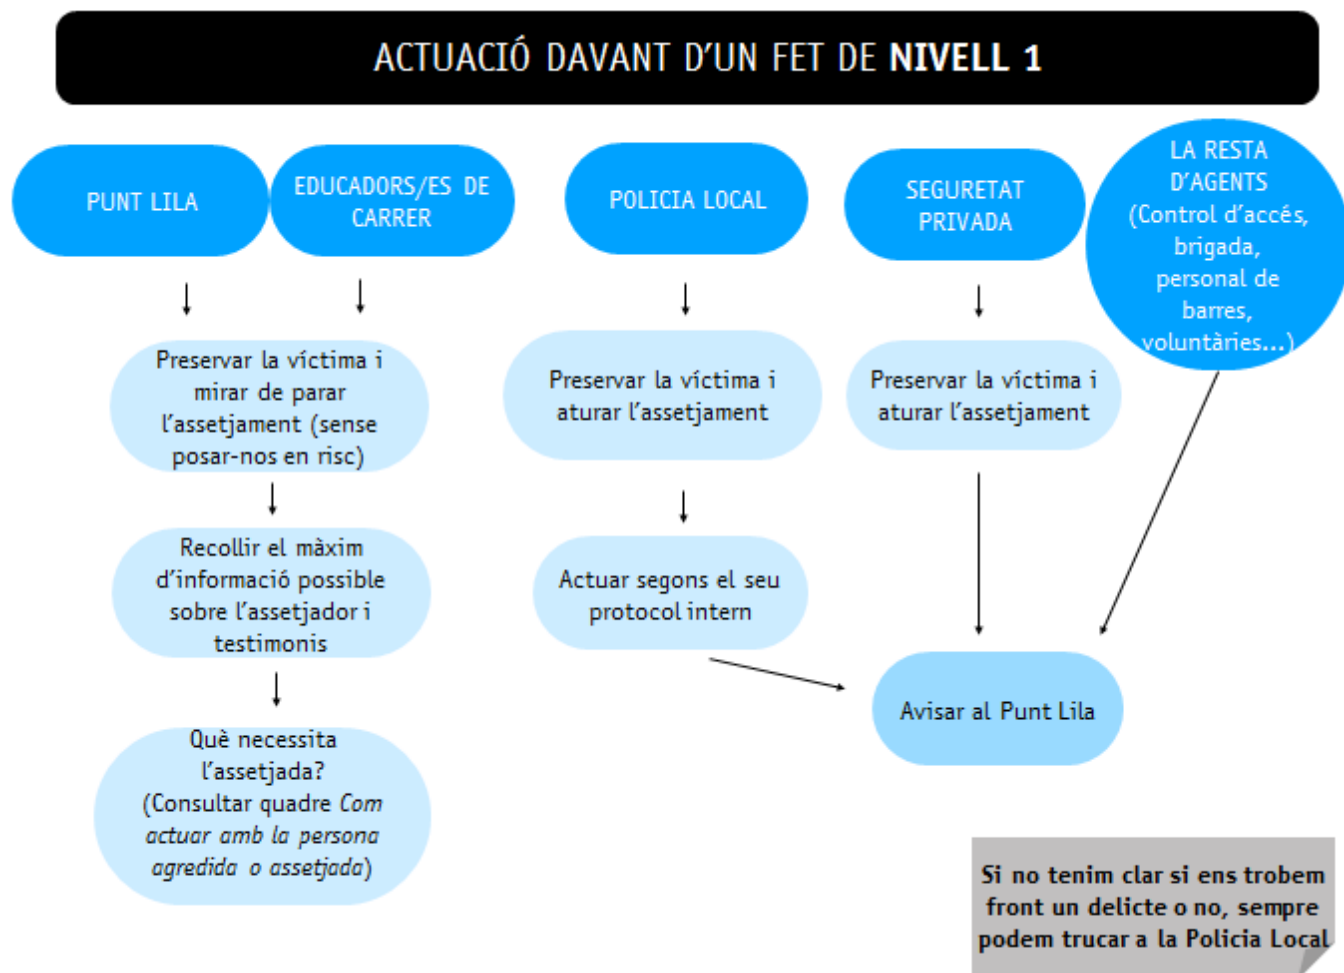 ACTUACIÓ DAVANT D'UN FET DE NIVELL 1
PUNT LILA
EDUCADORS/ES DE
CARRER
POLICIA LOCAL
SEGURETAT
PRIVADA
LA RESTA
D'AGENTS
(Control d'accés,
brigada,
personal de
barres,
voluntàries...)
Preservar la víctima i
mirar de parar
l'assetjament (sense
posar-nos en risc)
Preservar la víctima i
aturar l'assetjament
Preservar la víctima i
aturar l'assetjament
Recollir el màxim
d'informació possible
sobre l'assetjador i
testimonis
Actuar segons el seu
protocol intern
Avisar al Punt Lila
Què necessita
l'assetjada?
(Consultar quadre Com
actuar amb la persona
agredida o assetjada)
Si no tenim clar si ens trobem
front un delicte o no, sempre
podem trucar a la Policia Local